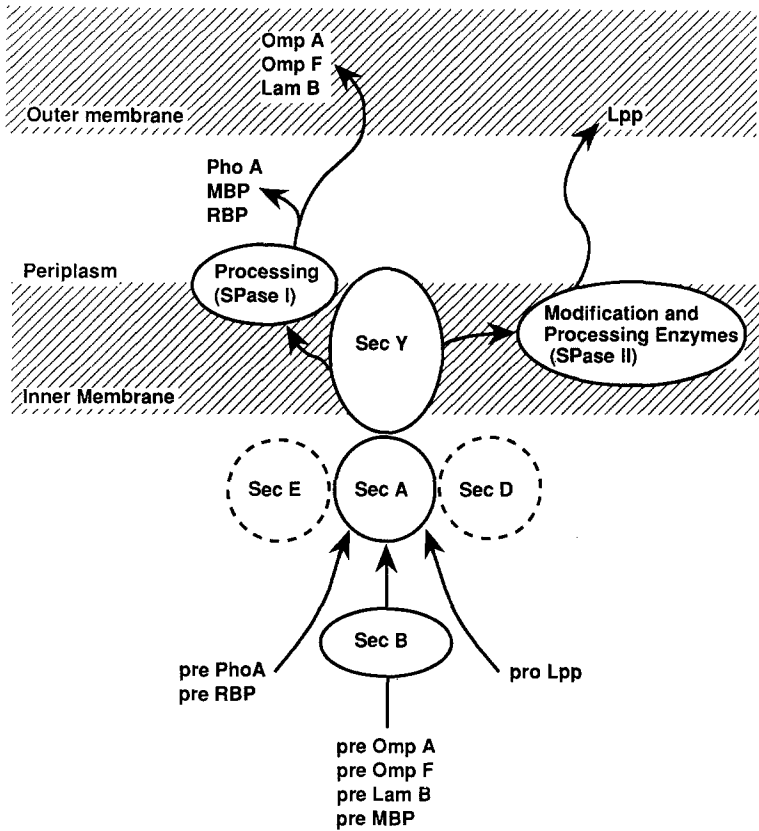 Omp A
Omp F
Lam B
Outer membrane
Lpp
Pho A
MBP
RBP
Periplasm
Processing
(SPase I)
Sec Y
Modification and
Processing Enzymes
(SPase II)
Inner Membrane
Sec E
Sec A
Sec D
Sec B
pre PhoA
pre RBP
pro Lpp
pre Omp A
pre Omp F
pre Lam B
pre MBP